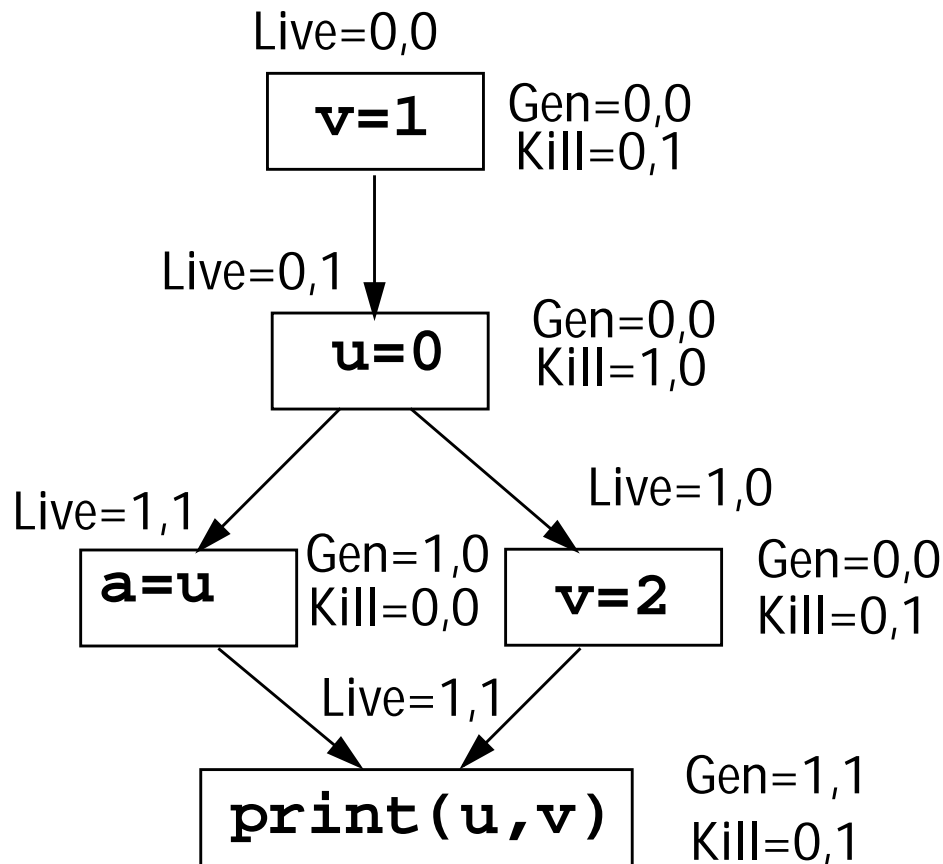 Live=0,0
v=1
Gen=0,0
Kill=0,1
Live=0,1
u=0
Gen=0,0
Kill=1,0
Live=1,1
Live=1,0
a=u
Gen=1,0
Kill=0,0
v=2
Gen=0,0
Kill=0,1
Live=1,1
print(u,v)
Gen=1,1
Kill=0,1